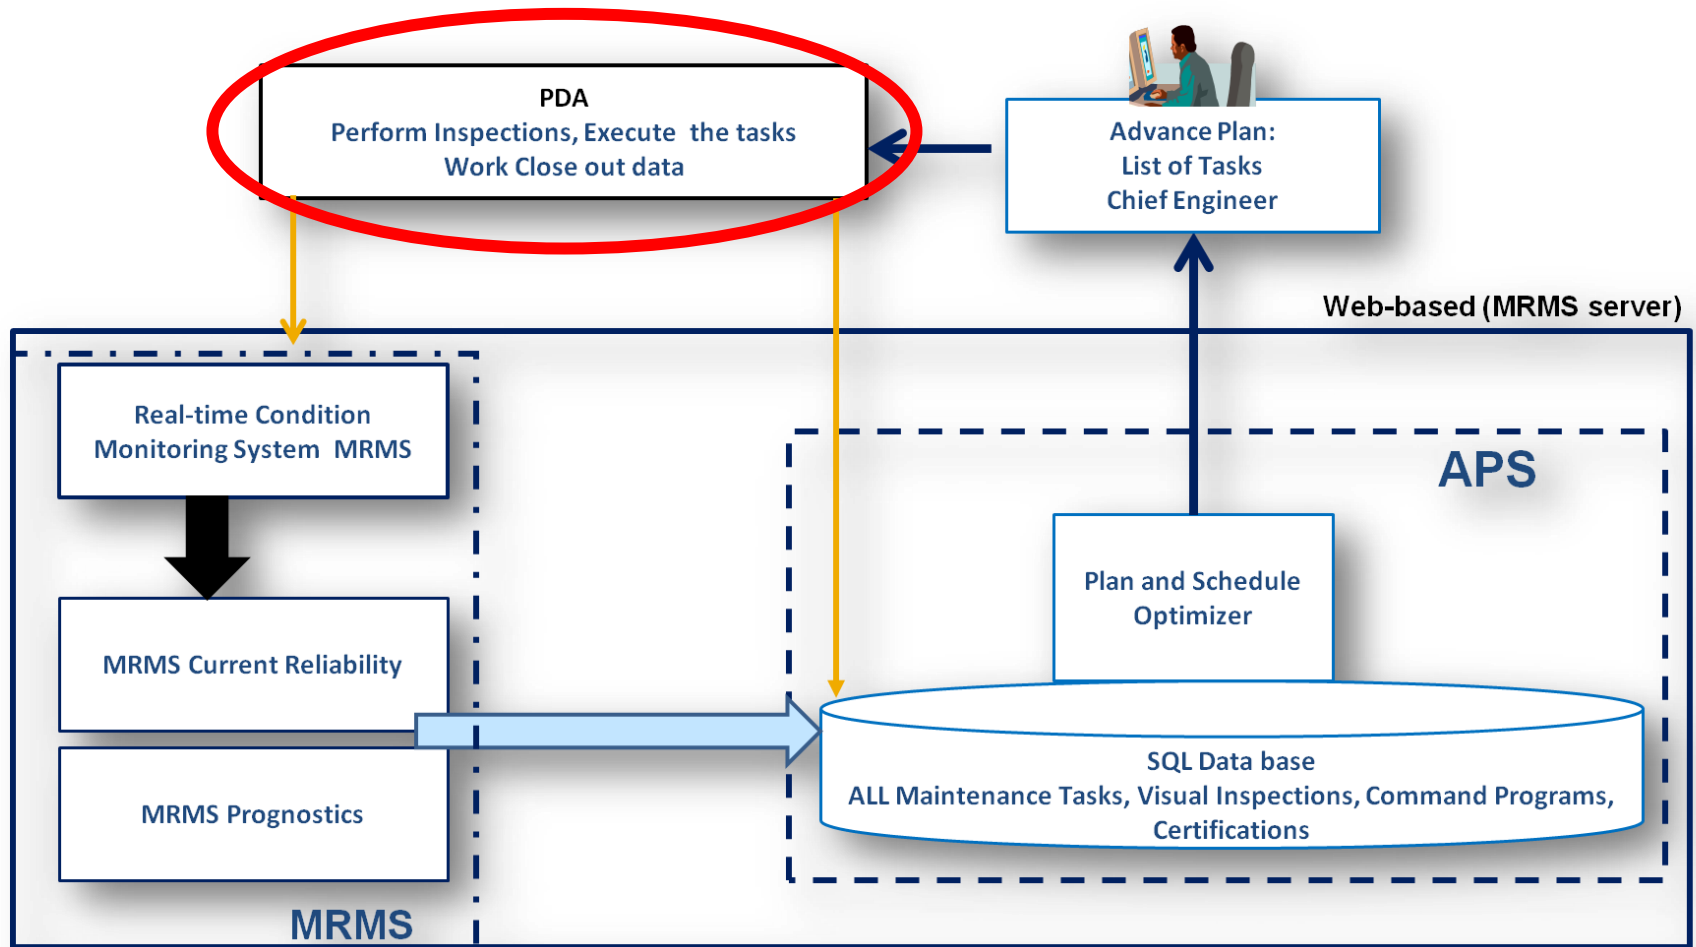 PDA
Perform Inspections, Execute the tasks
Work Close out data
Advance Plan:
List of Tasks
Chief Engineer
Web-based (MRMS server)
Real-time Condition
Monitoring System MRMS
APS
Plan and Schedule
Optimizer
MRMS Current Reliability
SQL Data base
ALL Maintenance Tasks, Visual Inspections, Command Programs,
Certifications
MRMS Prognostics
MRMS